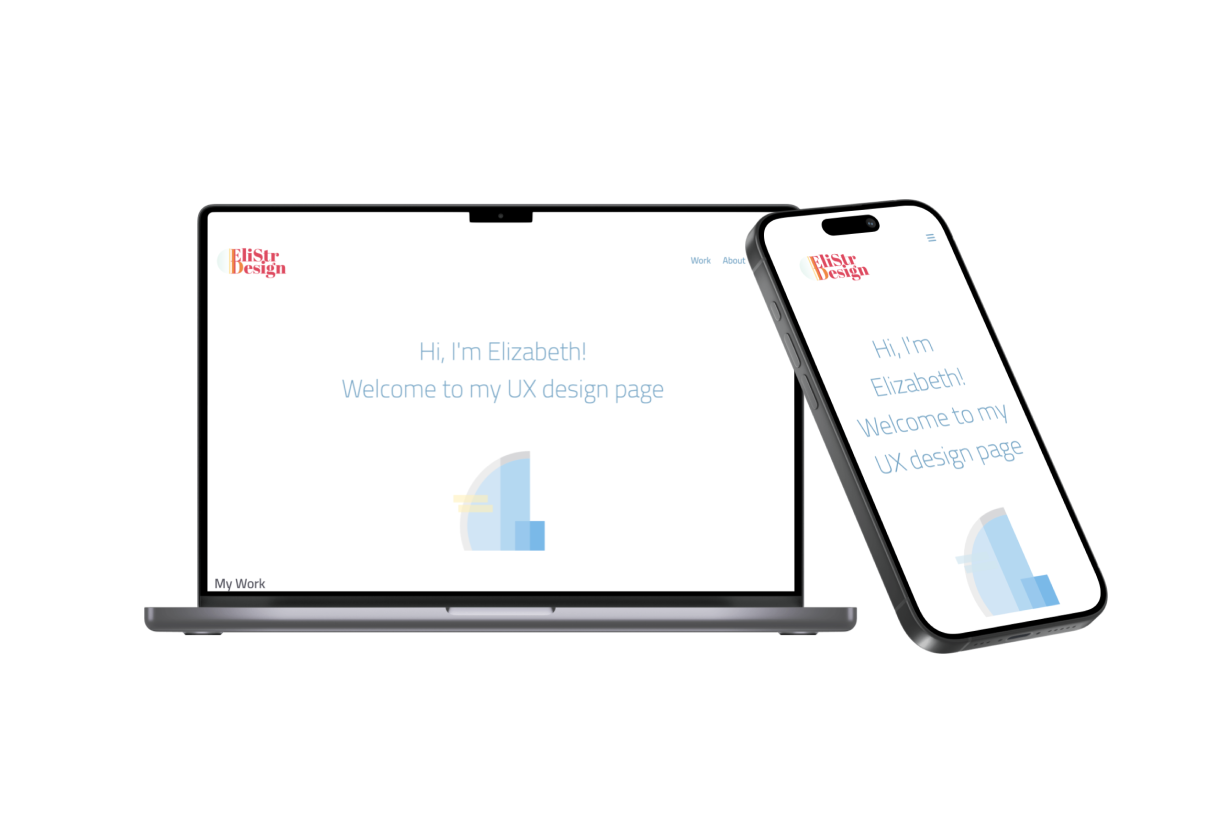 EliStr
Design
Work About
Hi, I'm Elizabeth!
Welcome to my UX design page
My Work
EliStr
Design
Hi, I'm
Elizabeth!
Welcome to my
UX design page